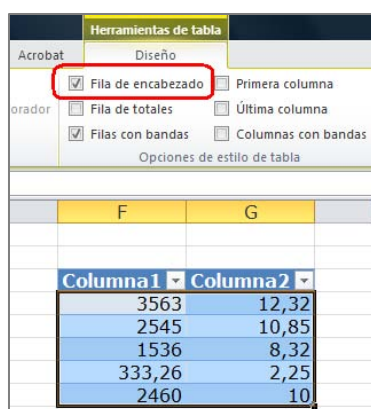 Herramientas de tabla
Acrobat Diseño
Fila de encabezado Primera columna
orador Fila de totales Última columna
Filas con bandas Columnas con bandas
Opciones de estilo de tabla
F G
Columna1 Columna2
3563 12,32
2545 10,85
1536 8,32
333,26 2,25
2460 10